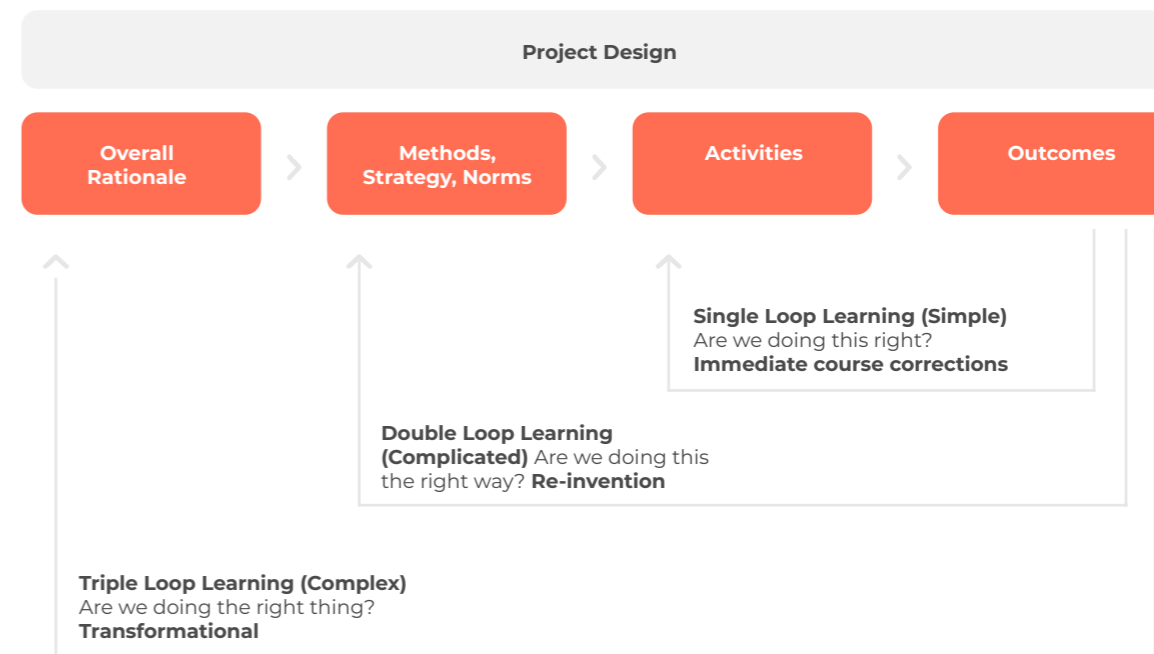 Project Design
Overall
Rationale
Methods,
Strategy, Norms
Activities
Outcomes
Single Loop Learning (Simple)
Are we doing this right?
Immediate course corrections
Double Loop Learning
(Complicated) Are we doing this
the right way? Re-invention
Triple Loop Learning (Complex)
Are we doing the right thing?
Transformational